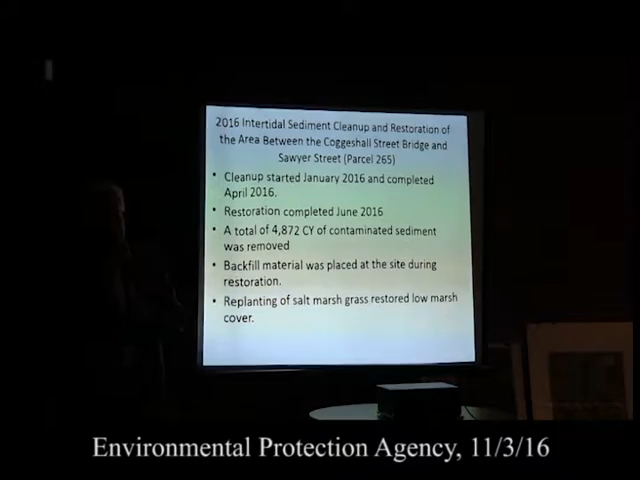 2016 Intertidal Sediment Cleanup and Restoration of
the Area Between the Coggeshall Street Bridge and
Sawyer Street (Parcel 265)
• Cleanup started January 2016 and completed
April 2016.
• Restoration completed June 2016
• A total of 4,872 CY of contaminated sediment
was removed
• Backfill material was placed at the site during
restoration.
• Replanting of salt marsh grass restored low marsh
cover.
Environmental Protection Agency, 11/3/16